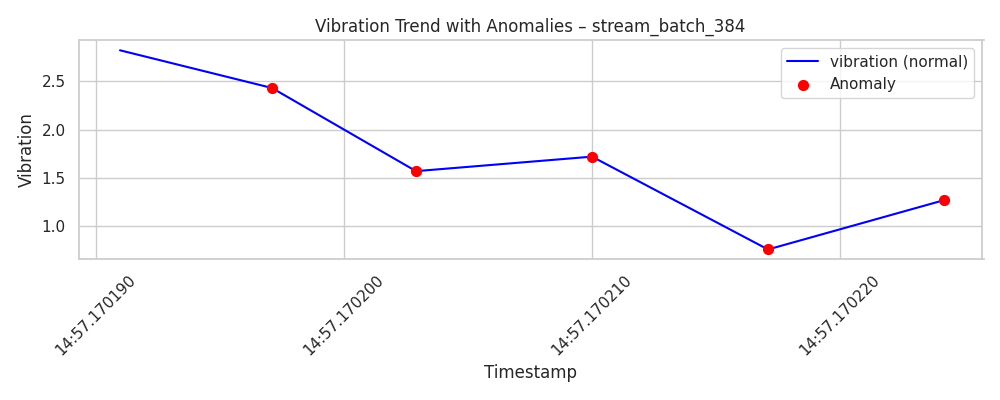 Vibration Trend with Anomalies – stream_batch_384
vibration (normal)
Anomaly
Vibration
2.5
2.0
1.5
1.0
14:57.170190
14:57.170200
14:57.170210
14:57.170220
Timestamp